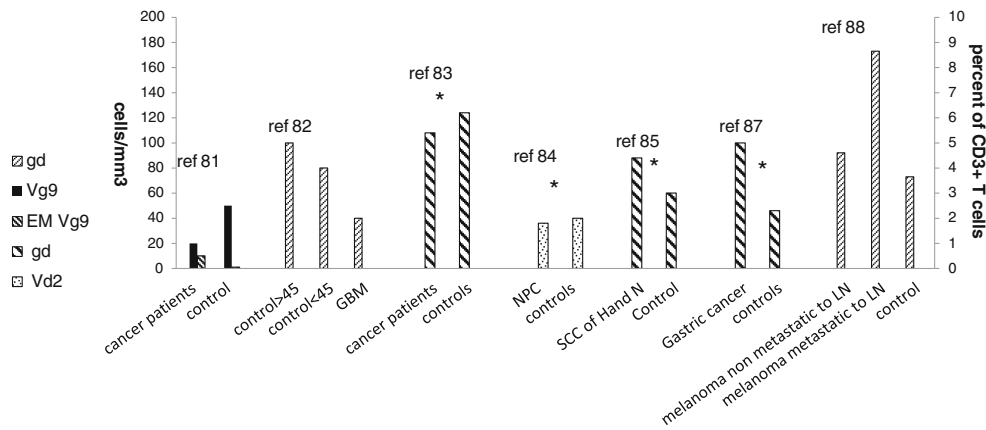 200
180
160
140
120
100
80
60
40
20
0
cells/mm3
10
9
8
7
6
5
4
3
2
1
0
percent of CD3+ T cells
gd
Vg9
EM Vg9
gd
Vd2
ref 81
ref 82
ref 83
*
ref 84
*
ref 85
*
ref 87
*
ref 88
cancer patients
control
control>45
control<45
GBM
cancer patients
controls
NPC
controls
SCC of Hand N
Control
Gastric cancer
controls
melanoma non metastatic to LN
melanoma metastatic to LN
control